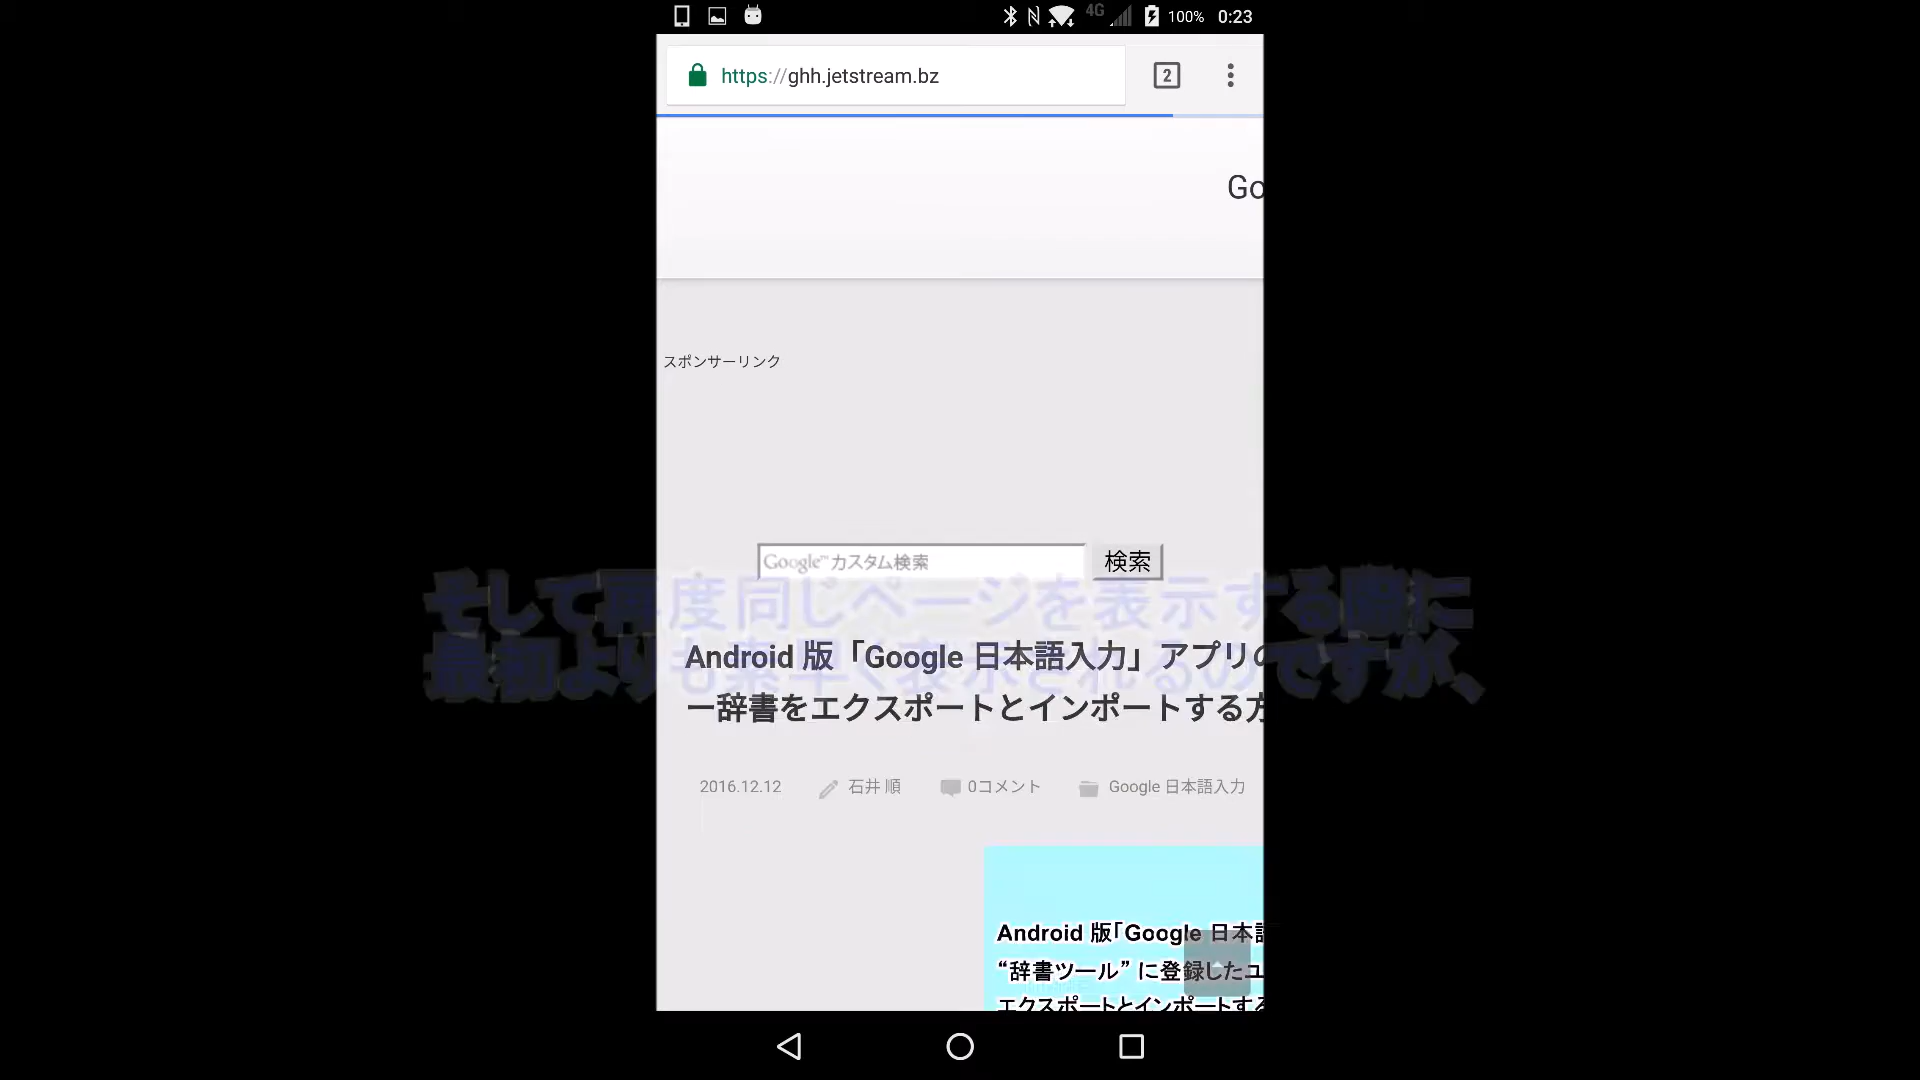 4G 100% 0:23
https://ghh.jetstream.bz 2
Go
スポンサーリンク
Google™ カスタム検索 検索
そして再度同じページを表示する際に
最初よりも素早く表示されるのですが、
Android 版「Google 日本語入力」アプリの
ー辞書をエクスポートとインポートする方
2016.12.12 石井 順 0コメント Google 日本語入力
Android 版「Google 日本語
“辞書ツール” に登録したユ
エクスポートとインポートする